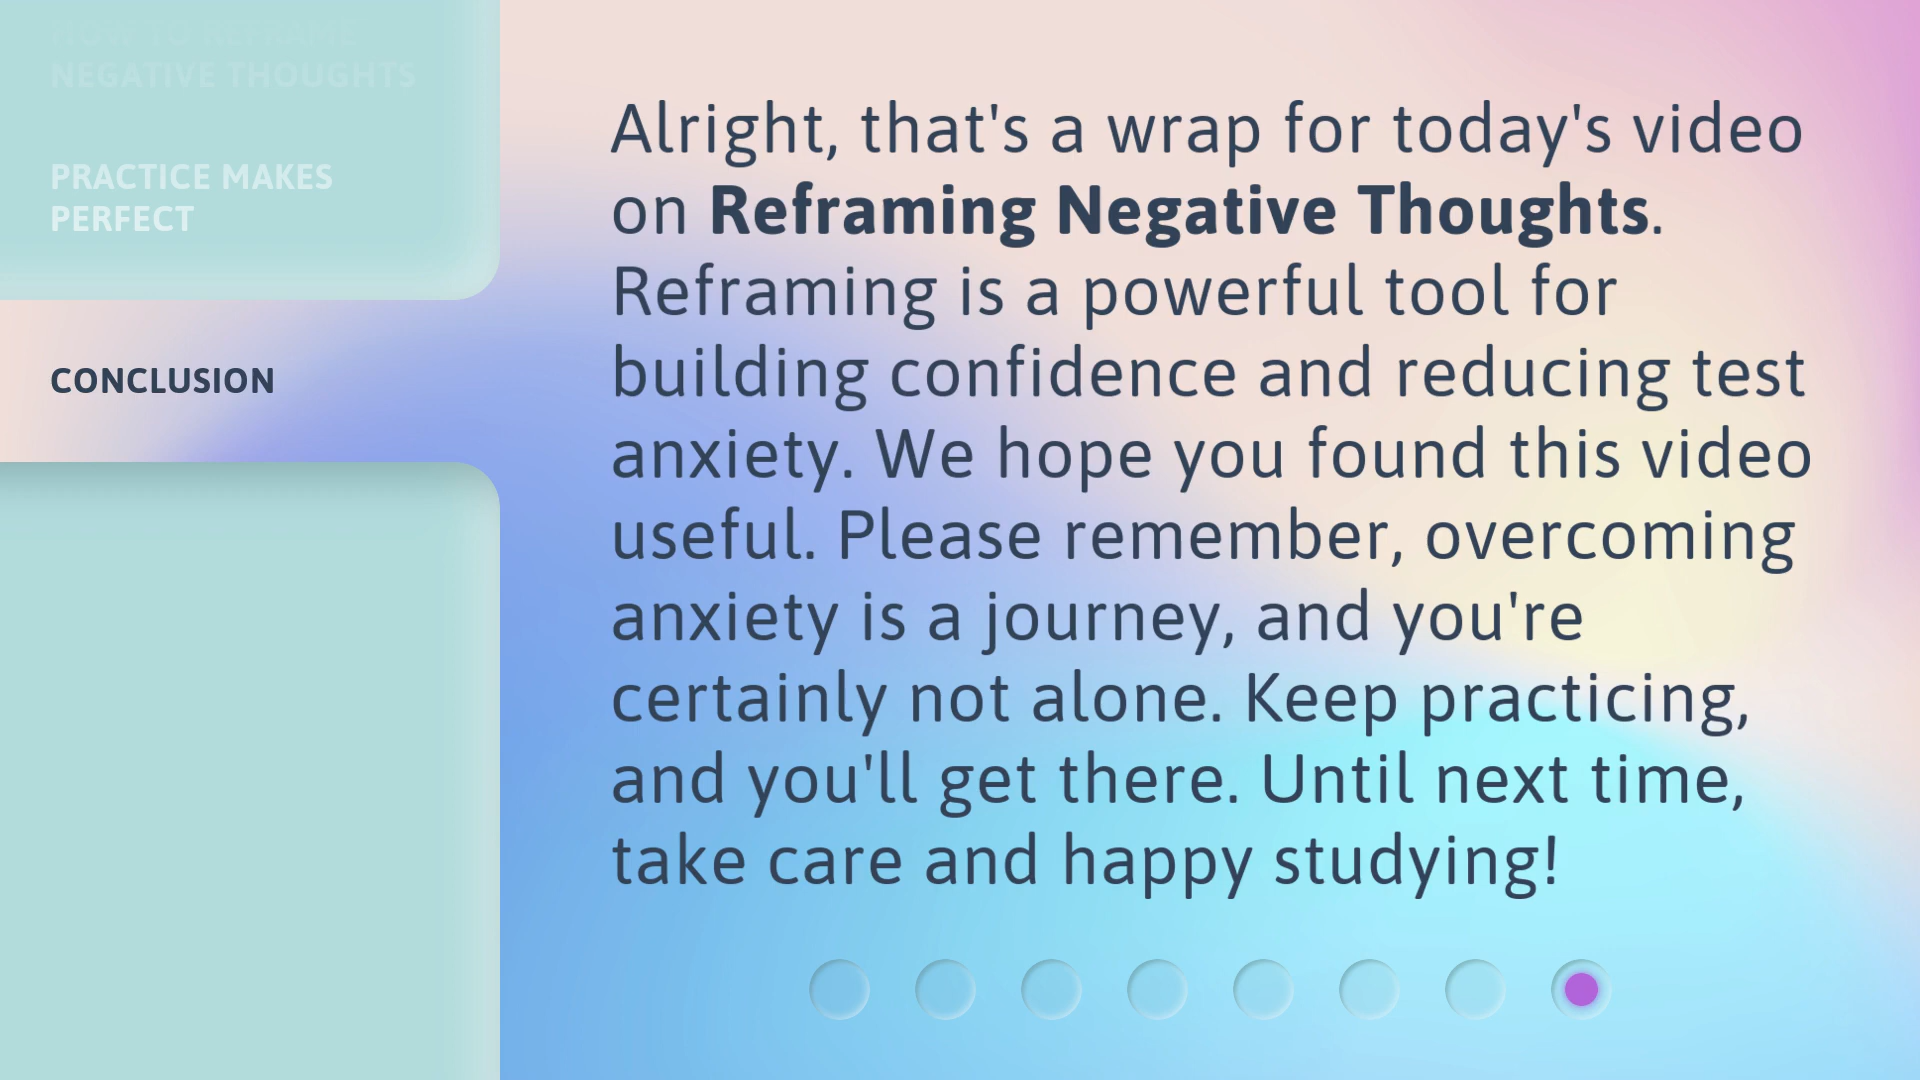 HOW TO REFRAME
NEGATIVE THOUGHTS
PRACTICE MAKES
PERFECT
CONCLUSION
Alright, that's a wrap for today's video
on Reframing Negative Thoughts.
Reframing is a powerful tool for
building confidence and reducing test
anxiety. We hope you found this video
useful. Please remember, overcoming
anxiety is a journey, and you're
certainly not alone. Keep practicing,
and you'll get there. Until next time,
take care and happy studying!